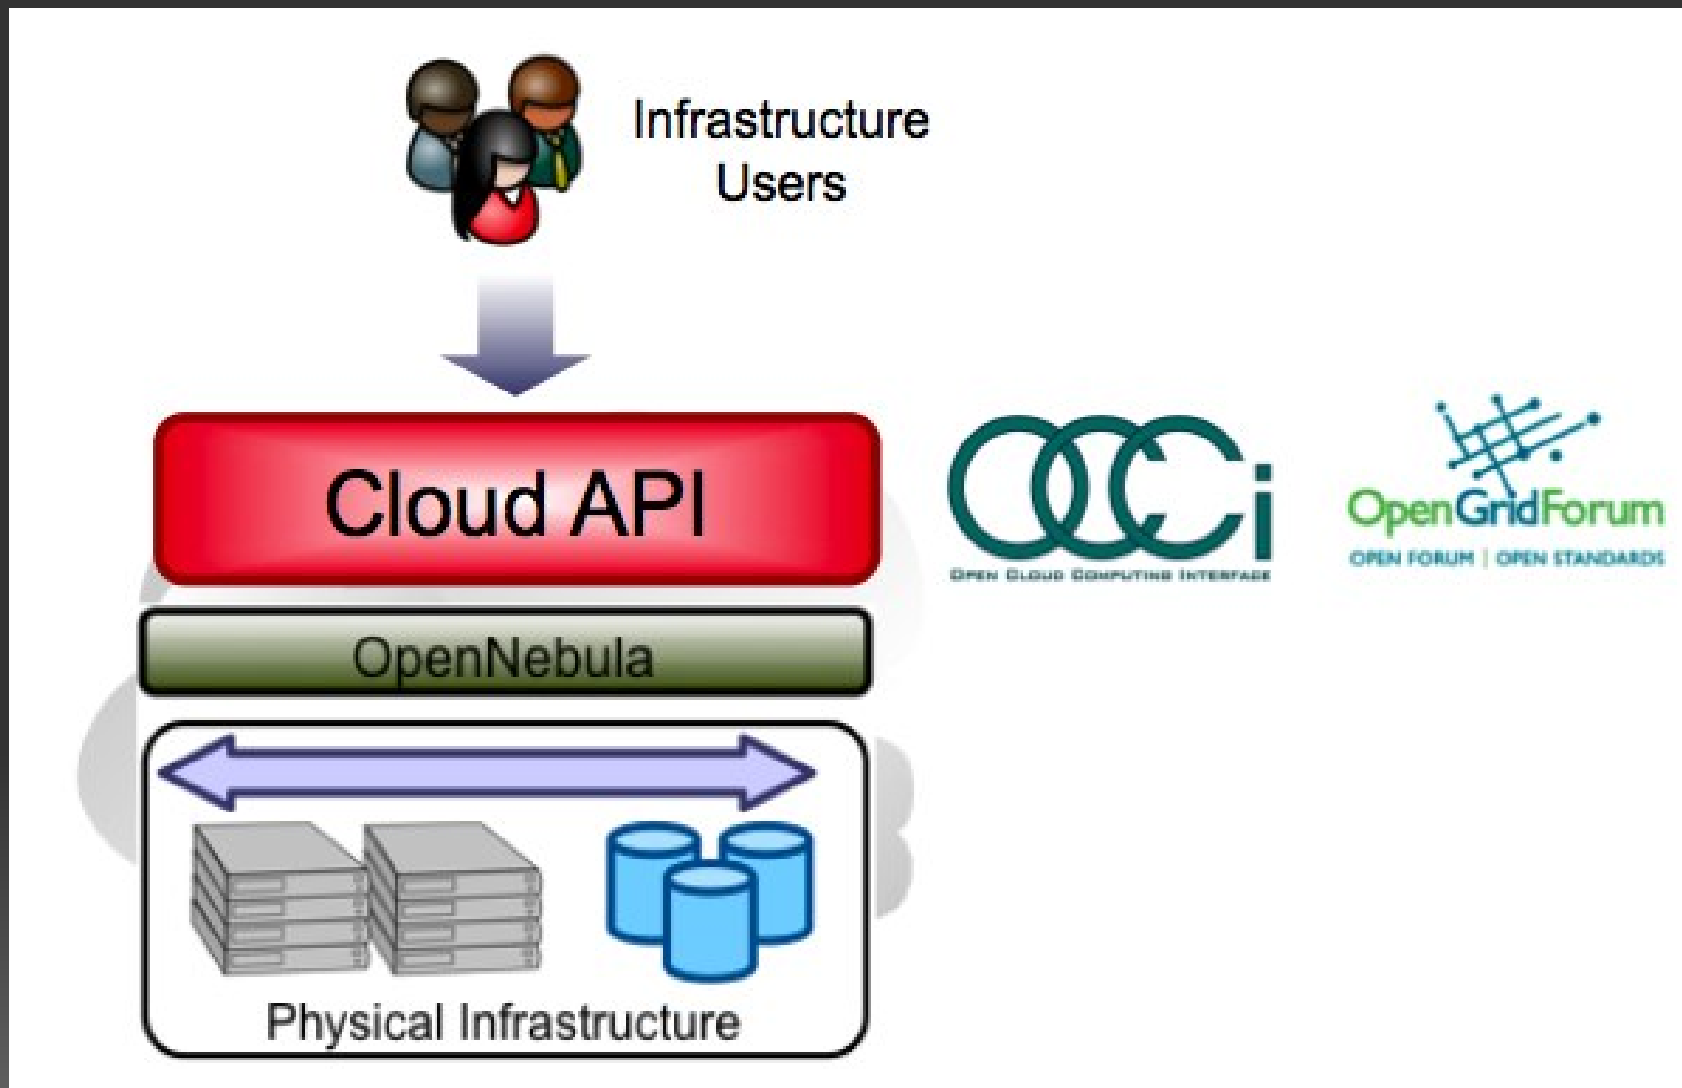 Infrastructure
Users
Cloud API
OCCi
OPEN CLOUD COMPUTING INTERFACE
OpenGridForum
OPEN FORUM | OPEN STANDARDS
OpenNebula
Physical Infrastructure